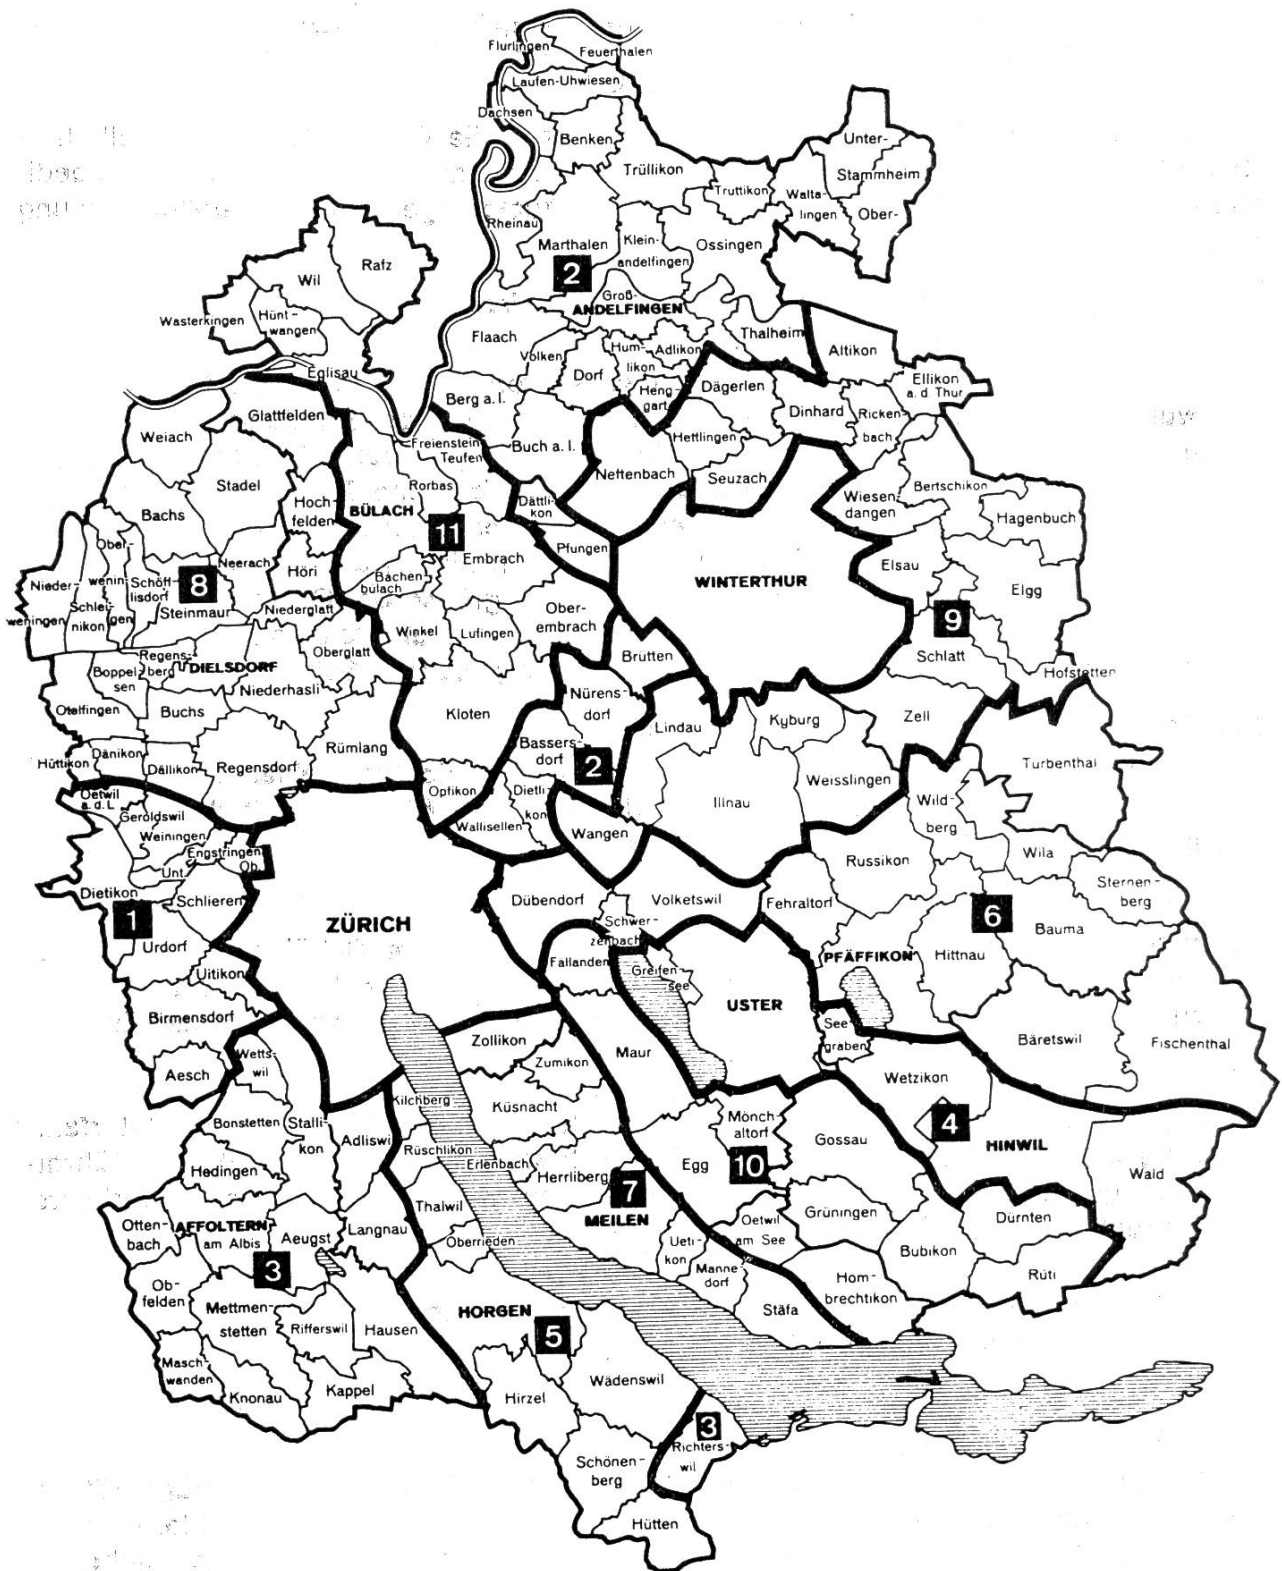 Flurlingen
Feuerthalen
Laufen-Uhwiesen
Dachsen
Benken
Unter-
Stammheim
Ober-
Trüllikon
Truttikon
Walta-
lingen
Rheinau
Marthalen
Klein-
andelfingen
Ossingen
2
Groß-
ANDELFINGEN
Rafz
Wil
Hünt-
wangen
Wasterkingen
Eglisau
Flaach
Volken
Dorf
Hum-
likon
Adlikon
Heng-
gart
Thalheim
Altikon
Ellikon
a. d. Thur
Dägerlen
Dinhard
Ricken
bach
Berg a. I.
Buch a. I.
Glattfelden
Weiach
Stadel
Bachs
Hoch-
felden
Freienstein
Teufen
Rorbas
BÜLACH
11
Embrach
Nettenbach
Hettlingen
Seuzach
Dättli-
kon
Pfungen
Wiesen
dangen
Bertschikon
Hagenbuch
WINTERTHUR
Elsau
Elgg
9
Schlatt
Hofstetten
Nieder-
weningen
Ober-
wenin-
gen
Schlei-
nikon
Schöff-
lisdorf
8
Steinmaur
Neerach
Höri
Niederglatt
Bachen
bulach
Winkel
Lufingen
Ober-
embrach
Brütten
Regens-
berg
DIELSDORF
Boppel-
sen
Oberglatt
Niederhasli
Otelfingen
Buchs
Hüttikon
Dänikon
Dällikon
Regensdorf
Rümlang
Kloten
Nürens-
dorf
Bassers-
dorf
2
Lindau
Kyburg
Zell
Turbenthal
Weisslingen
Illnau
Opfikon
Dietli-
kon
Wallisellen
Wangen
Wild-
berg
Wila
Russikon
Sternen-
berg
Oetwil
a. d. L.
Geroldswil
Weiningen
Engstringen
Unt.
Ob.
Dietikon
Schlieren
1
Urdorf
Uitikon
Birmensdorf
Aesch
ZÜRICH
Dübendorf
Volketswil
Fehraltorf
6
Bauma
Schwer-
zenbach
Fällanden
Greifen-
see
PFÄFFIKON
Hittnau
USTER
See-
graben
Bäretswil
Fischenthal
Zollikon
Zumikon
Maur
Wetzikon
Wetts-
wil
Bonstetten
Stalli-
kon
Hedingen
Adliswil
Kilchberg
Rüschlikon
Küsnacht
Erlenbach
Herrliberg
7
MEILEN
Egg
Mönch
altorf
10
Gossau
4
HINWIL
Wald
Otten-
bach
AFFOLTERN
am Albis
Aeugst
Langnau
Thalwil
Oberrieden
Ueti-
kon
Manne
dorf
Oetwil
am See
Grüningen
Bubikon
Dürnten
Rüti
3
Ob-
felden
Mettmen-
stetten
Rifferswil
Hausen
HORGEN
5
Stäfa
Hom-
brechtikon
Masch-
wanden
Knonau
Kappel
Hirzel
Wädenswil
3
Richters-
wil
Schönen-
berg
Hütten